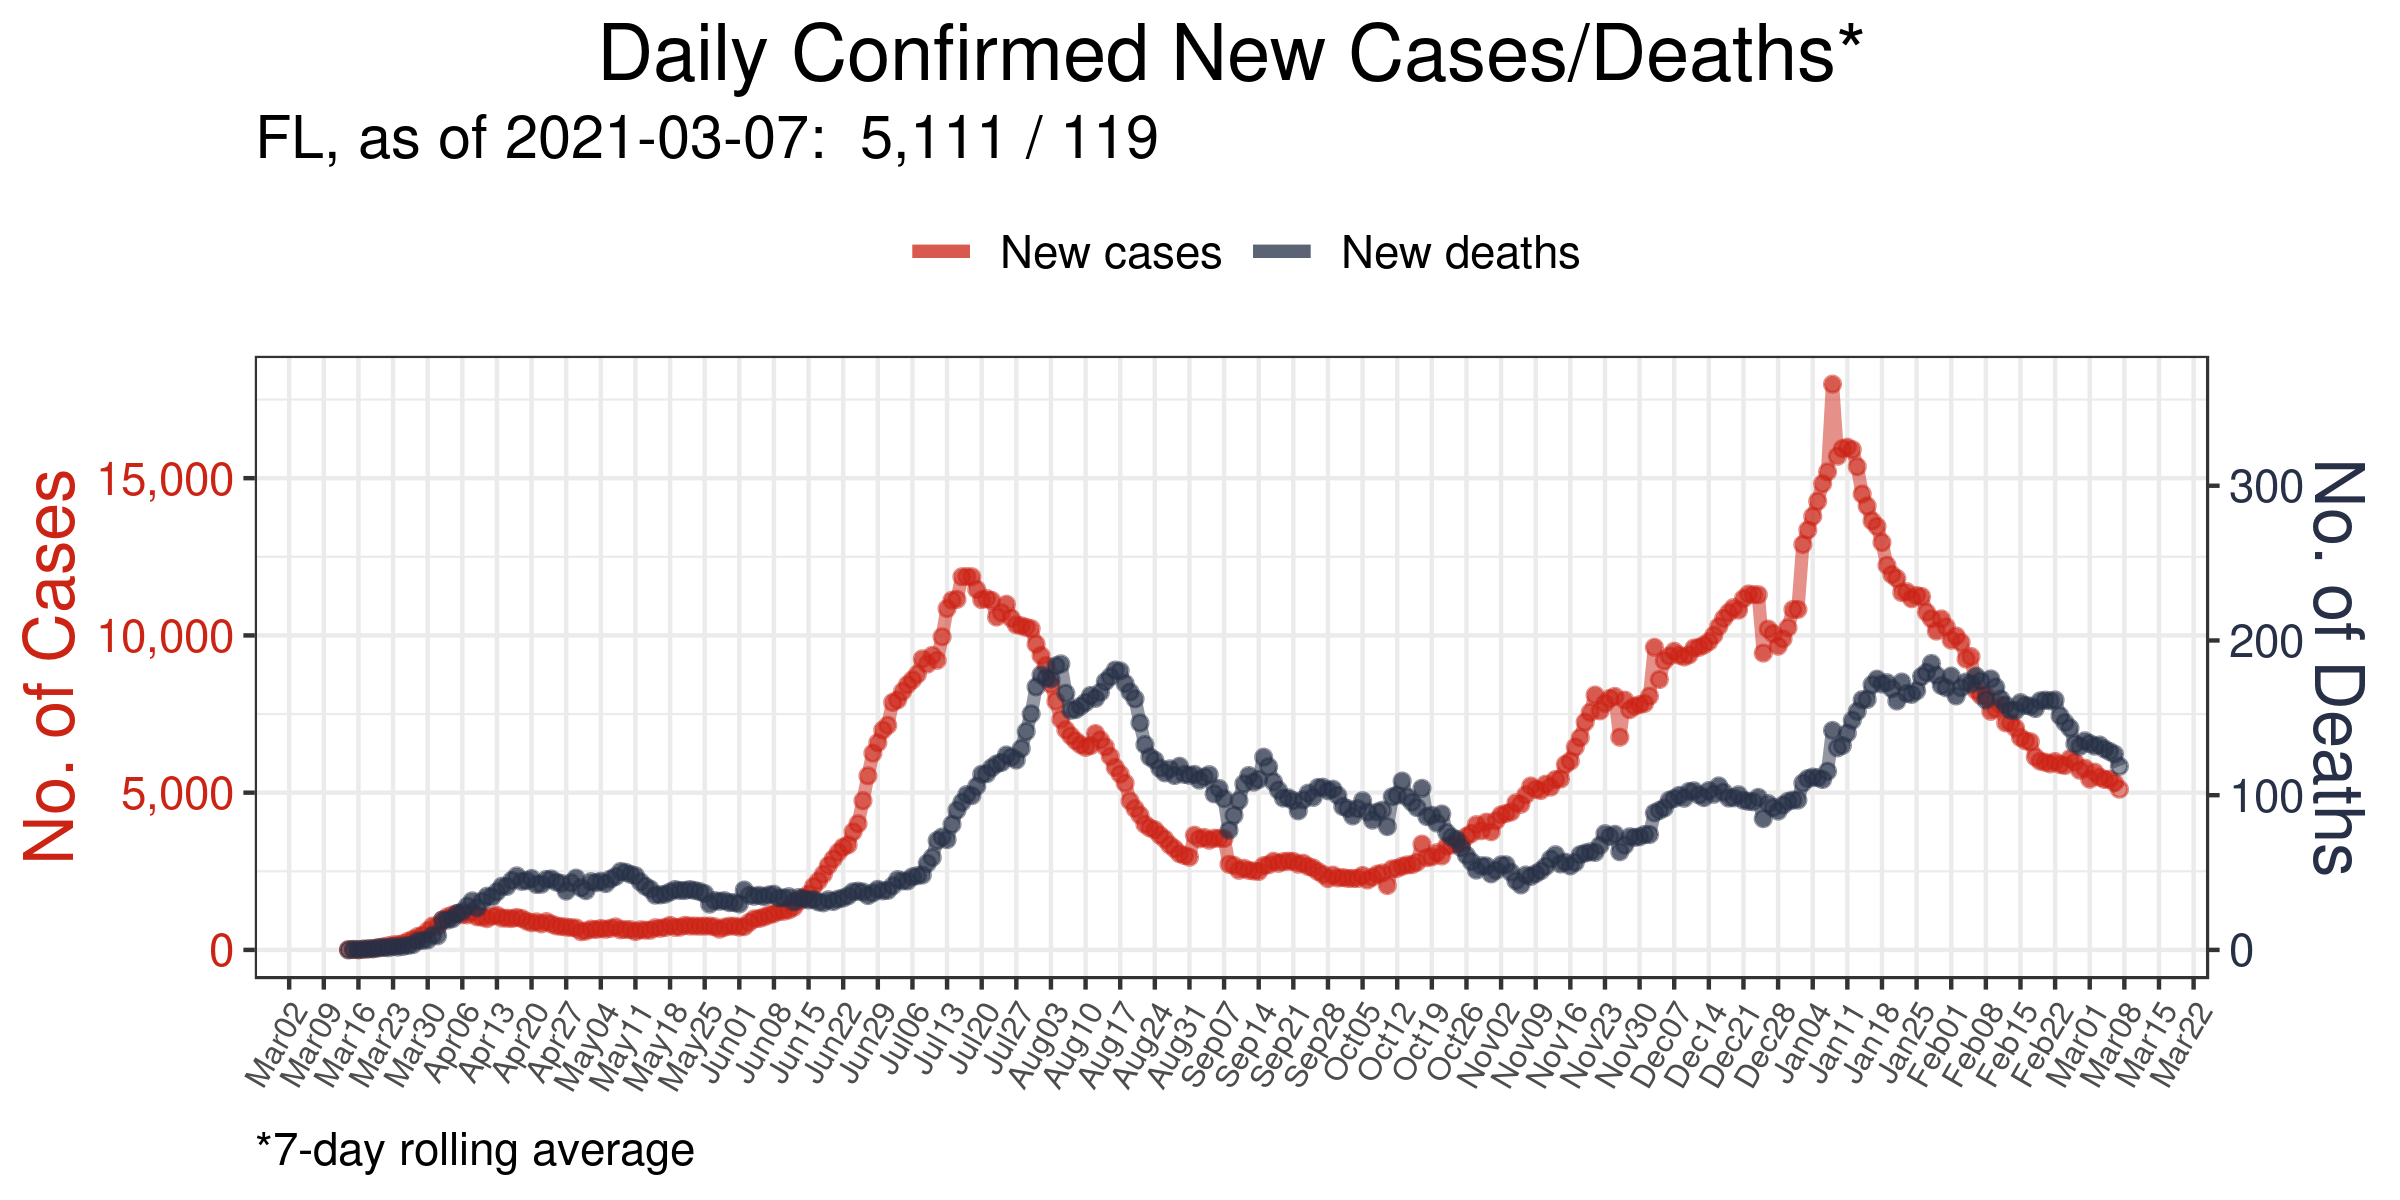 Daily Confirmed New Cases/Deaths*
FL, as of 2021-03-07:  5,111 / 119
New cases New deaths
No. of Cases
15,000
10,000
5,000
0
300
200
100
0
No. of Deaths
Mar02 Mar09 Mar16 Mar23 Mar30 Apr06 Apr13 Apr20 Apr27 May04 May11 May18 May25 Jun01 Jun08 Jun15 Jun22 Jun29 Jul06 Jul13 Jul20 Jul27 Aug03 Aug10 Aug17 Aug24 Aug31 Sep07 Sep14 Sep21 Sep28 Oct05 Oct12 Oct19 Oct26 Nov02 Nov09 Nov16 Nov23 Nov30 Dec07 Dec14 Dec21 Dec28 Jan04 Jan11 Jan18 Jan25 Feb01 Feb08 Feb15 Feb22 Mar01 Mar08 Mar15 Mar22
*7-day rolling average